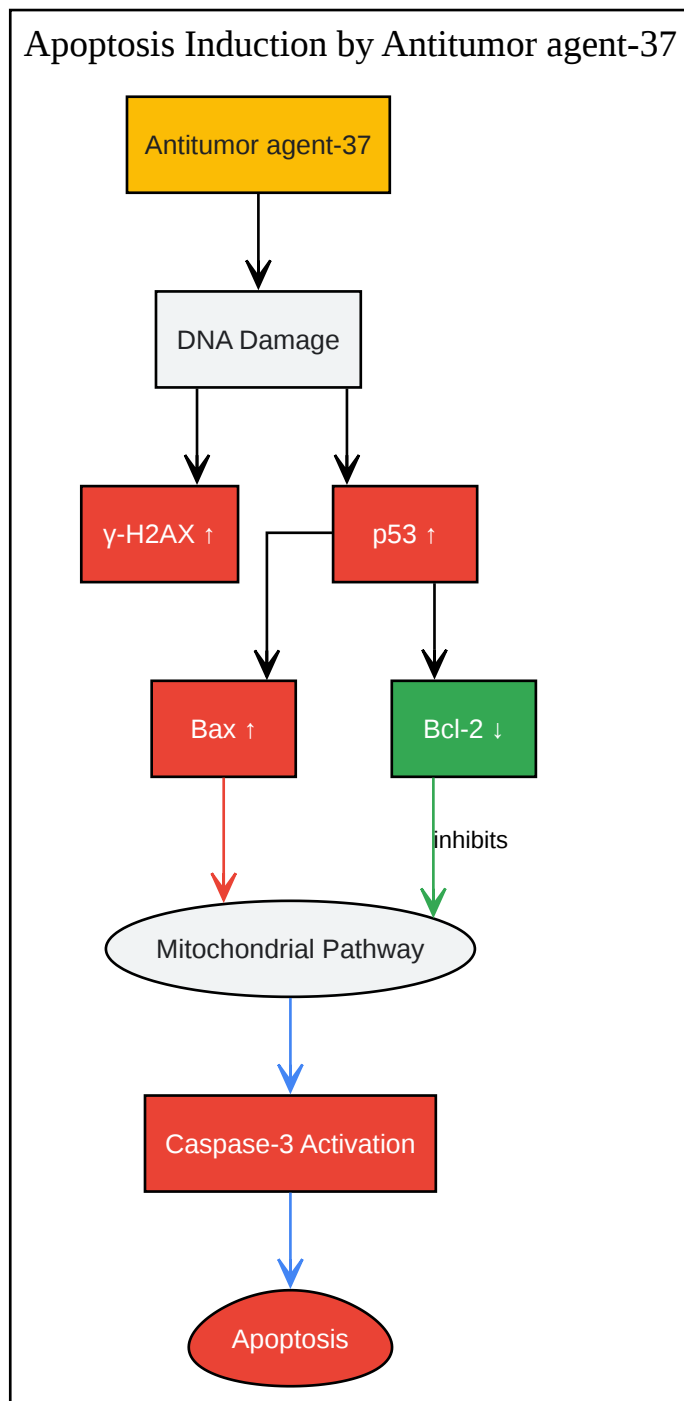 Apoptosis Induction by Antitumor agent-37
Antitumor agent-37
DNA Damage
γ-H2AX ↑
p53 ↑
Bax ↑
Bcl-2 ↓
inhibits
Mitochondrial Pathway
Caspase-3 Activation
Apoptosis